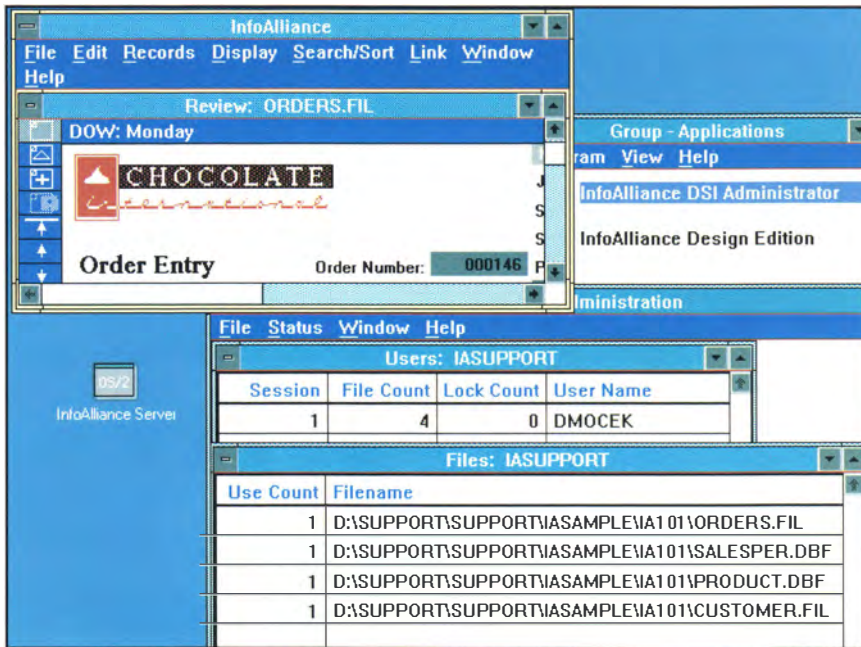 InfoAlliance
File Edit Records Display Search/Sort Link Window
Help
Review: ORDERS.FIL
DOW: Monday
CHOCOLATE
international
J
S
S
Order Entry Order Number: 000146 P
Group - Applications
ram View Help
InfoAlliance DSI Administrator
InfoAlliance Design Edition
ministration
File Status Window Help
OS/2
InfoAlliance Server
Users: IASUPPORT
Session File Count Lock Count User Name
1 4 0 DMOCEK
Files: IASUPPORT
Use Count Filename
1 D:\SUPPORT\SUPPORT\IASAMPLE\IA101\ORDERS.FIL
1 D:\SUPPORT\SUPPORT\IASAMPLE\IA101\SALESPER.DBF
1 D:\SUPPORT\SUPPORT\IASAMPLE\IA101\PRODUCT.DBF
1 D:\SUPPORT\SUPPORT\IASAMPLE\IA101\CUSTOMER.FIL